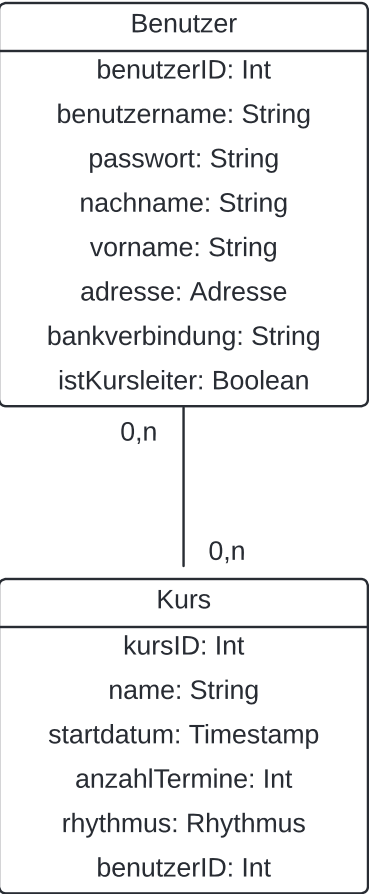 Benutzer
benutzerID: Int
benutzername: String
passwort: String
nachname: String
vorname: String
adresse: Adresse
bankverbindung: String
istKursleiter: Boolean
0,n
0,n
Kurs
kursID: Int
name: String
startdatum: Timestamp
anzahlTermine: Int
rhythmus: Rhythmus
benutzerID: Int